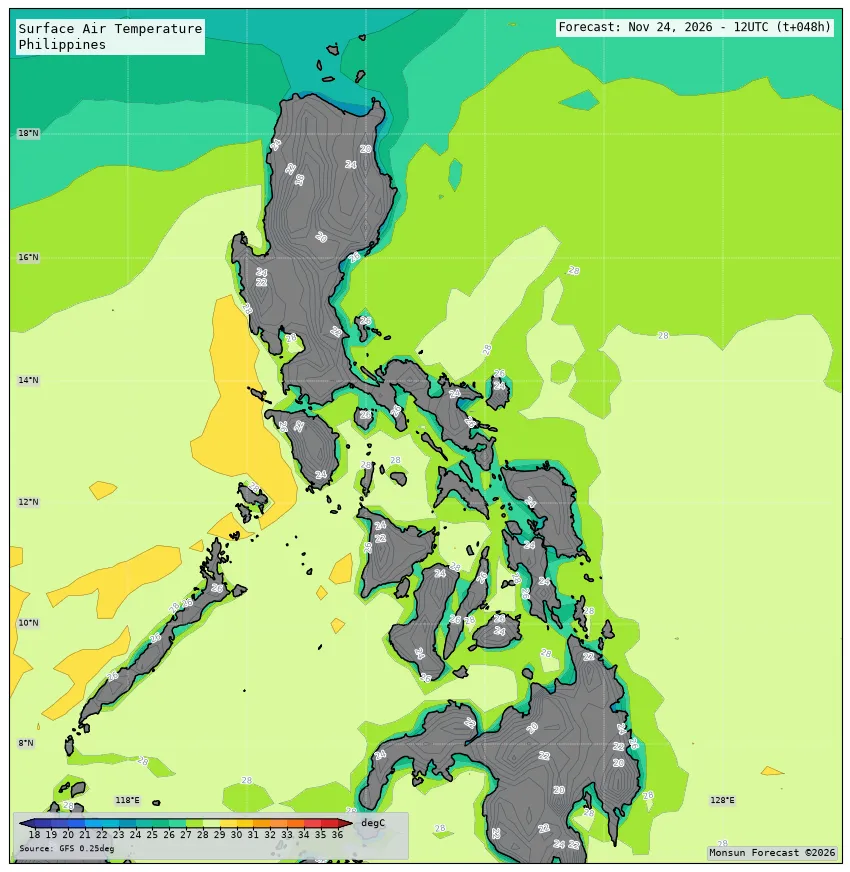 Surface Air Temperature
Philippines
Forecast: Nov 24, 2026 - 12UTC (t+048h)
18°N
16°N
14°N
12°N
10°N
8°N
118°E
128°E
18 19 20 21 22 23 24 25 26 27 28 29 30 31 32 33 34 35 36 degC
Source: GFS 0.25deg
Monsun Forecast ©2026